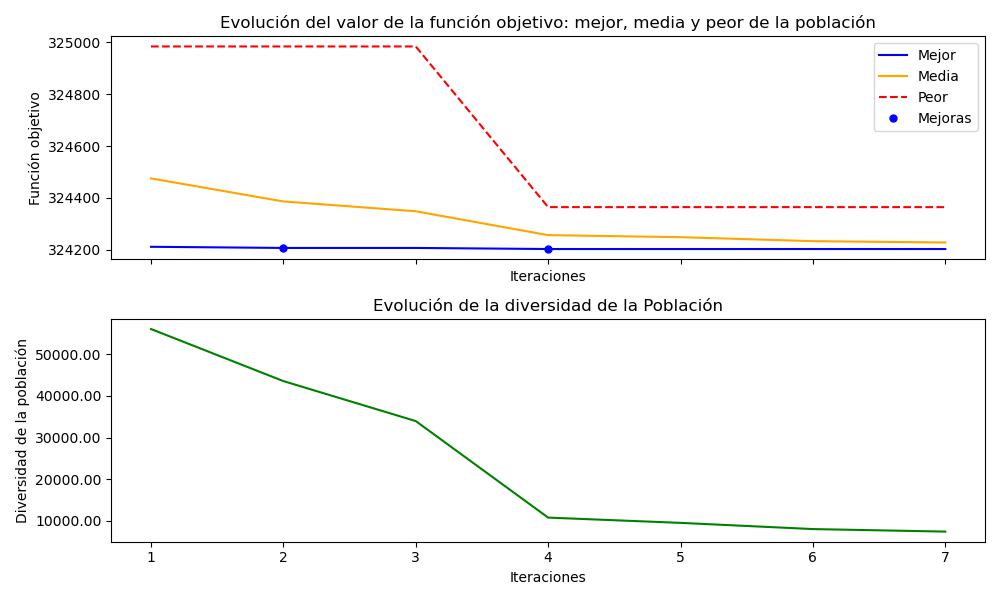 Evolución del valor de la función objetivo: mejor, media y peor de la población
325000
324800
324600
324400
324200
Función objetivo
Mejor
Media
Peor
Mejoras
Iteraciones
Evolución de la diversidad de la Población
50000.00
40000.00
30000.00
20000.00
10000.00
Diversidad de la población
1 2 3 4 5 6 7
Iteraciones